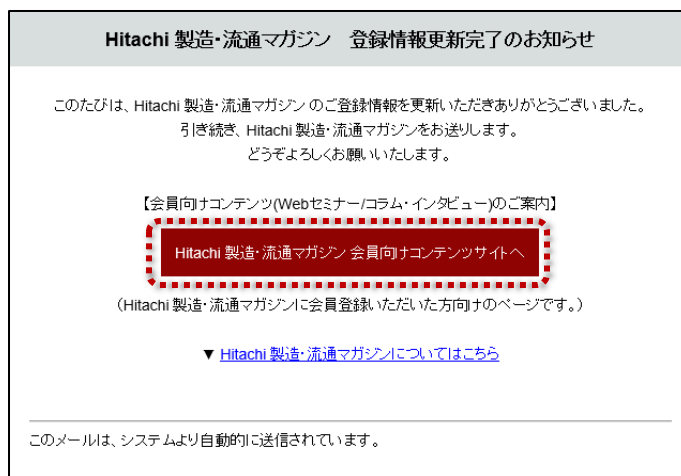 Hitachi 製造・流通マガジン　登録情報更新完了のお知らせ
このたびは、Hitachi 製造・流通マガジン のご登録情報を更新いただきありがとうございました。
引き続き、Hitachi 製造・流通マガジンをお送りします。
どうぞよろしくお願いいたします。
【会員向けコンテンツ(Webセミナー/コラム・インタビュー)のご案内】
Hitachi 製造・流通マガジン 会員向けコンテンツサイトへ
（Hitachi 製造・流通マガジンに会員登録いただいた方向けのページです。）
▼ Hitachi 製造・流通マガジンについてはこちら
このメールは、システムより自動的に送信されています。